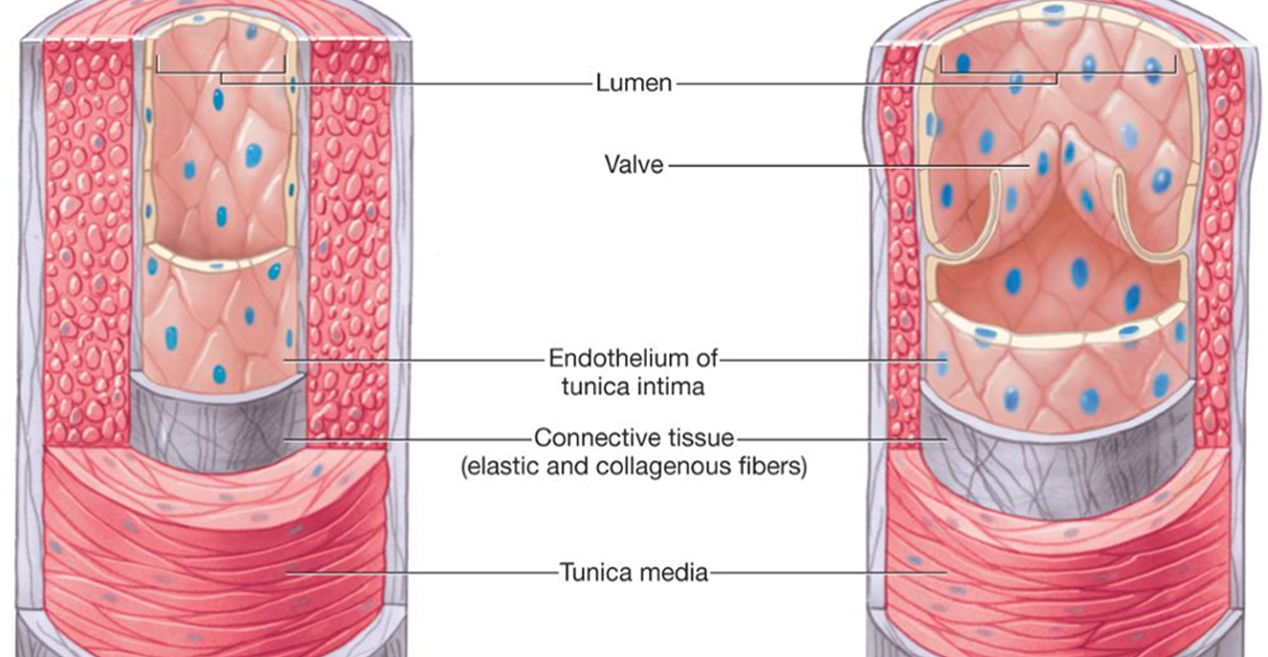 Lumen
Valve
Endothelium of
tunica intima
Connective tissue
(elastic and collagenous fibers)
Tunica media